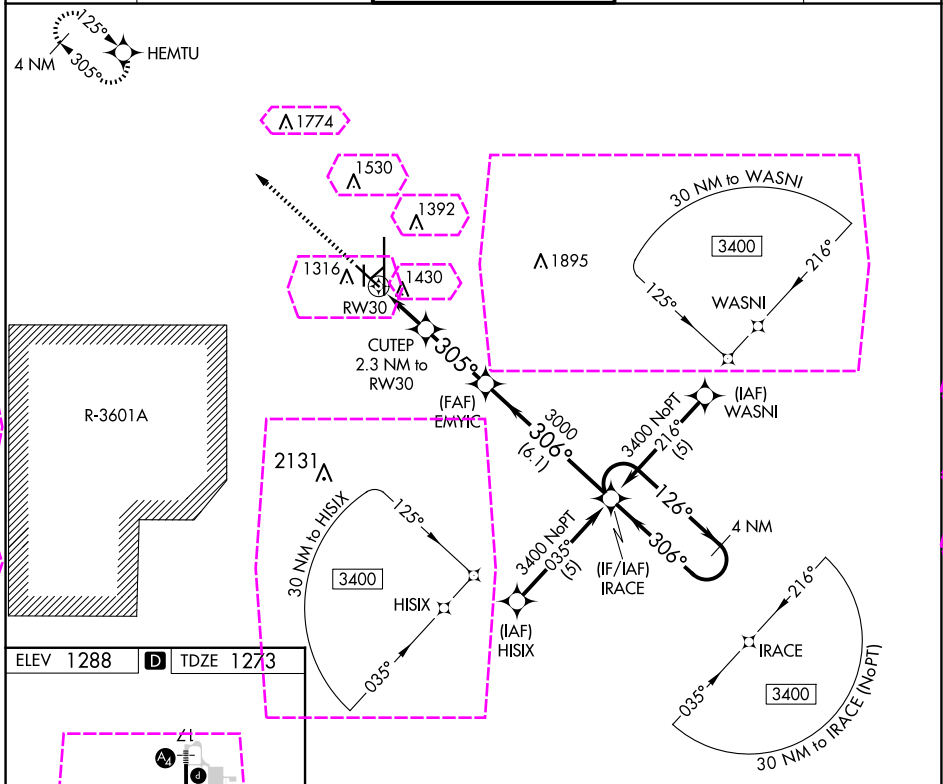 125°
HEMTU
4 NM
305°
1774
1530
1392
30 NM to WASNI
3400
216°
1895
1316
1430
125°
WASNI
RW30
CUTEP
2.3 NM to
RW30
305°
(FAF)
EMYIC
(IAF)
WASNI
R-3601A
3000
306°
(6.1)
3400 NoPT
216°
(5)
2131
125°
30 NM to HISIX
3400
126°
4 NM
306°
3400 NoPT
035°
(5)
(IF/IAF)
IRACE
216°
HISIX
(IAF)
HISIX
035°
IRACE
035°
3400
30 NM to IRACE (NoPT)
ELEV 1288 D TDZE 1273
17
A4
P